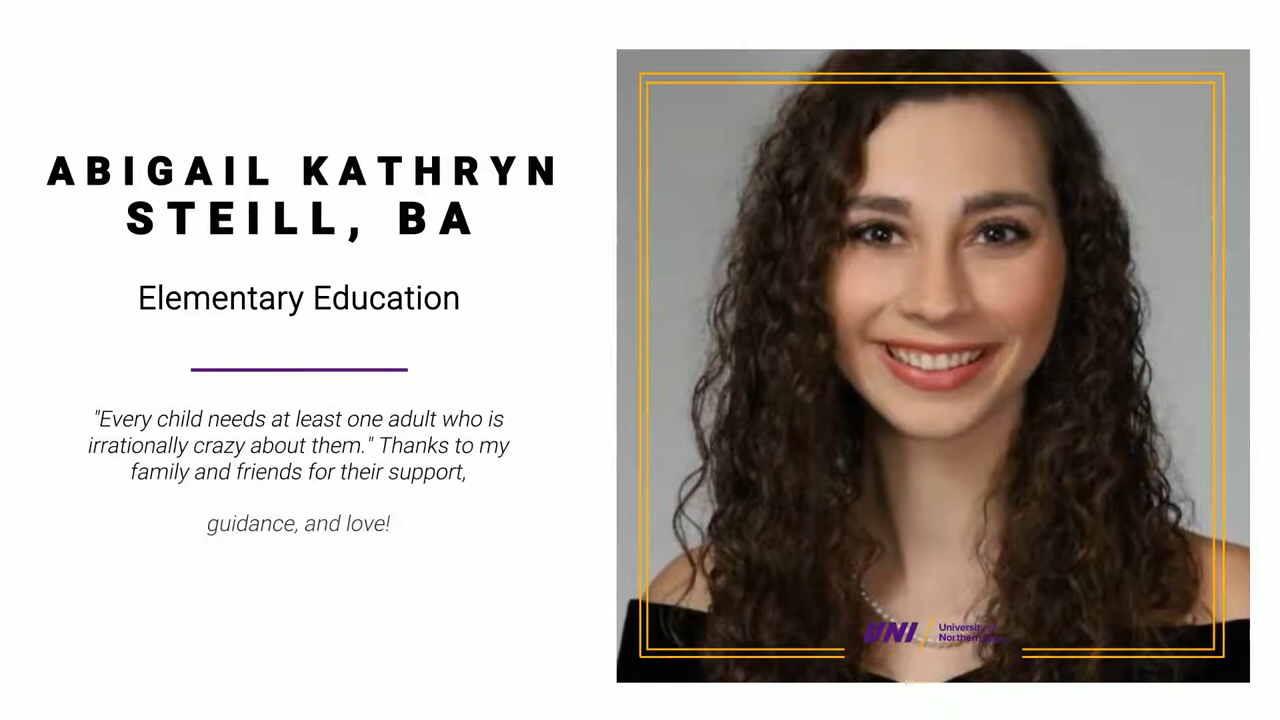 ABIGAIL KATHRYN
STEILL, BA
Elementary Education
"Every child needs at least one adult who is
irrationally crazy about them." Thanks to my
family and friends for their support,
guidance, and love!
UNI
University of
Northern